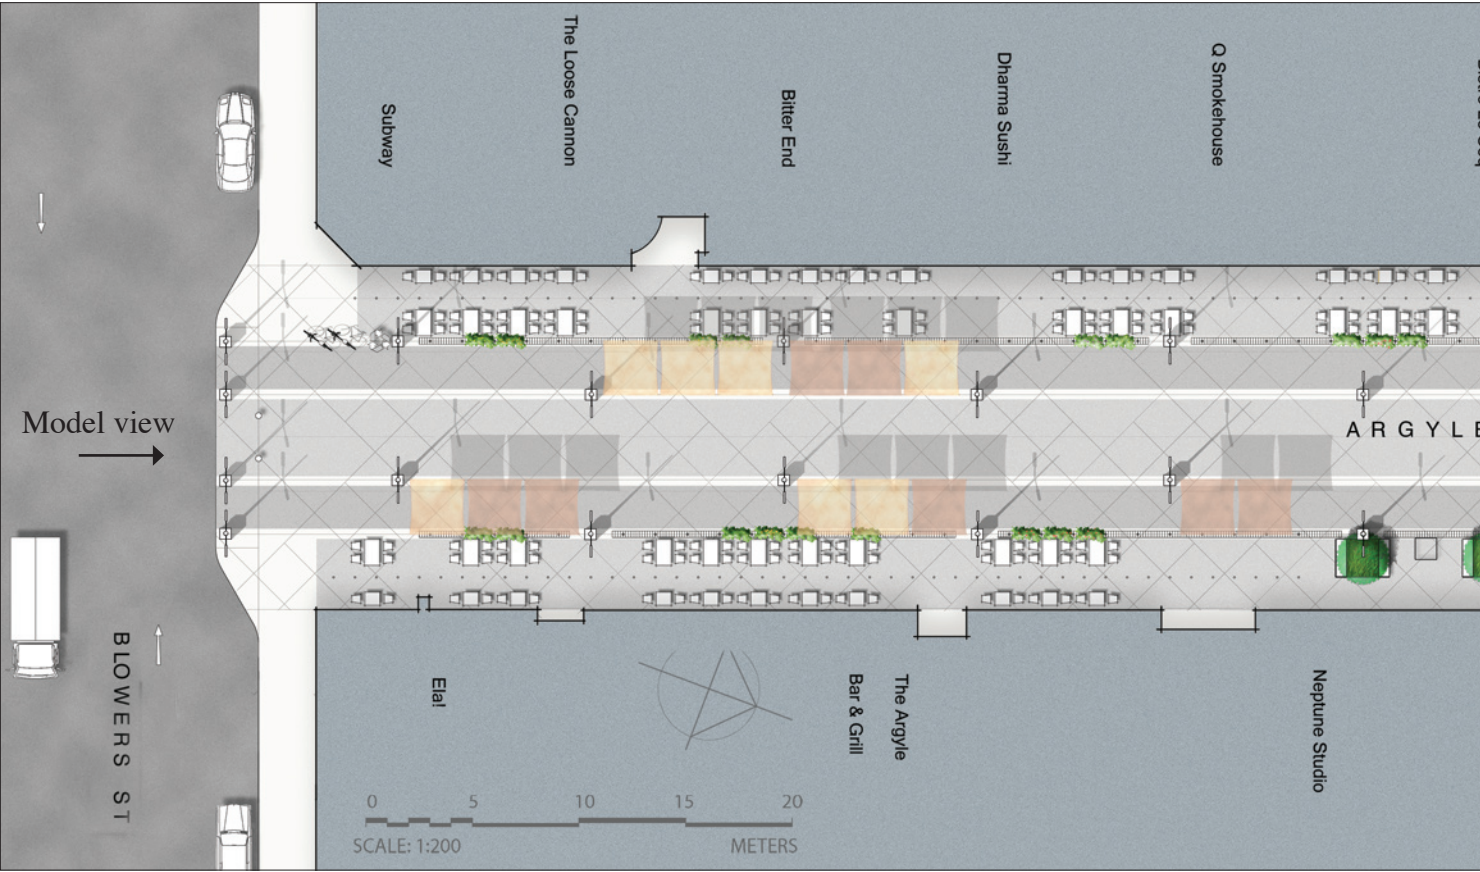 Subway
The Loose Cannon
Bitter End
Dharma Sushi
Q Smokehouse
Model view
ARGYLE
BLOWERS ST
Ela!
The Argyle
Bar & Grill
Neptune Studio
0 5 10 15 20
SCALE: 1:200 METERS